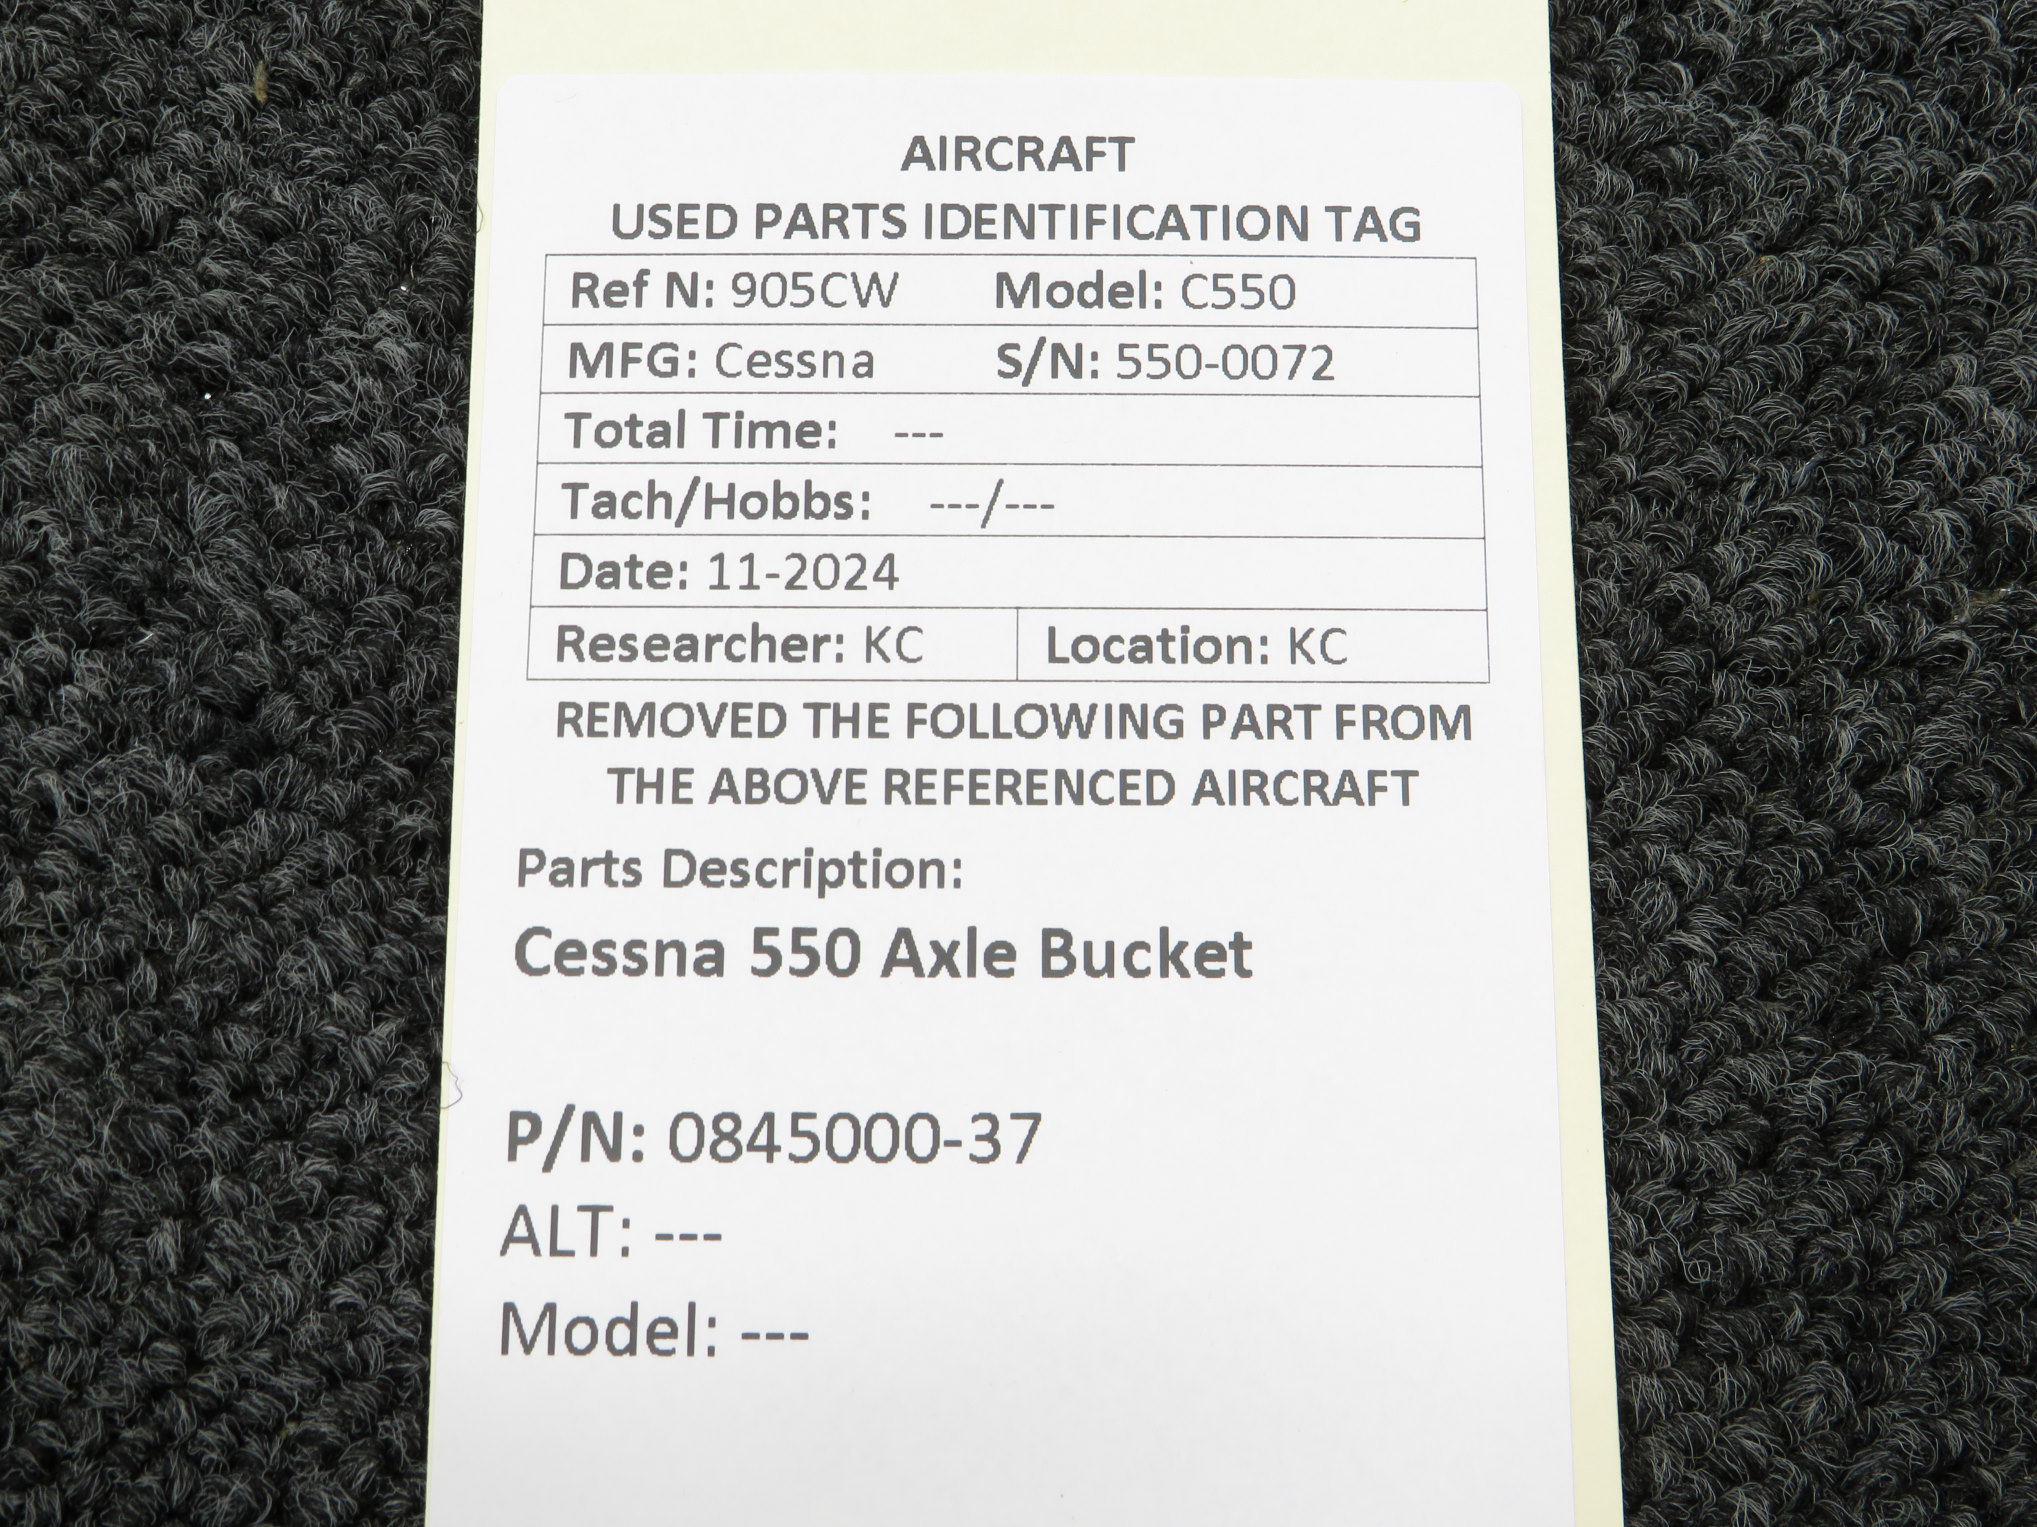 AIRCRAFT
USED PARTS IDENTIFICATION TAG
Ref N: 905CW Model: C550
MFG: Cessna S/N: 550-0072
Total Time: ---
Tach/Hobbs: ---/---
Date: 11-2024
Researcher: KC Location: KC
REMOVED THE FOLLOWING PART FROM
THE ABOVE REFERENCED AIRCRAFT
Parts Description:
Cessna 550 Axle Bucket
P/N: 0845000-37
ALT: ---
Model: ---